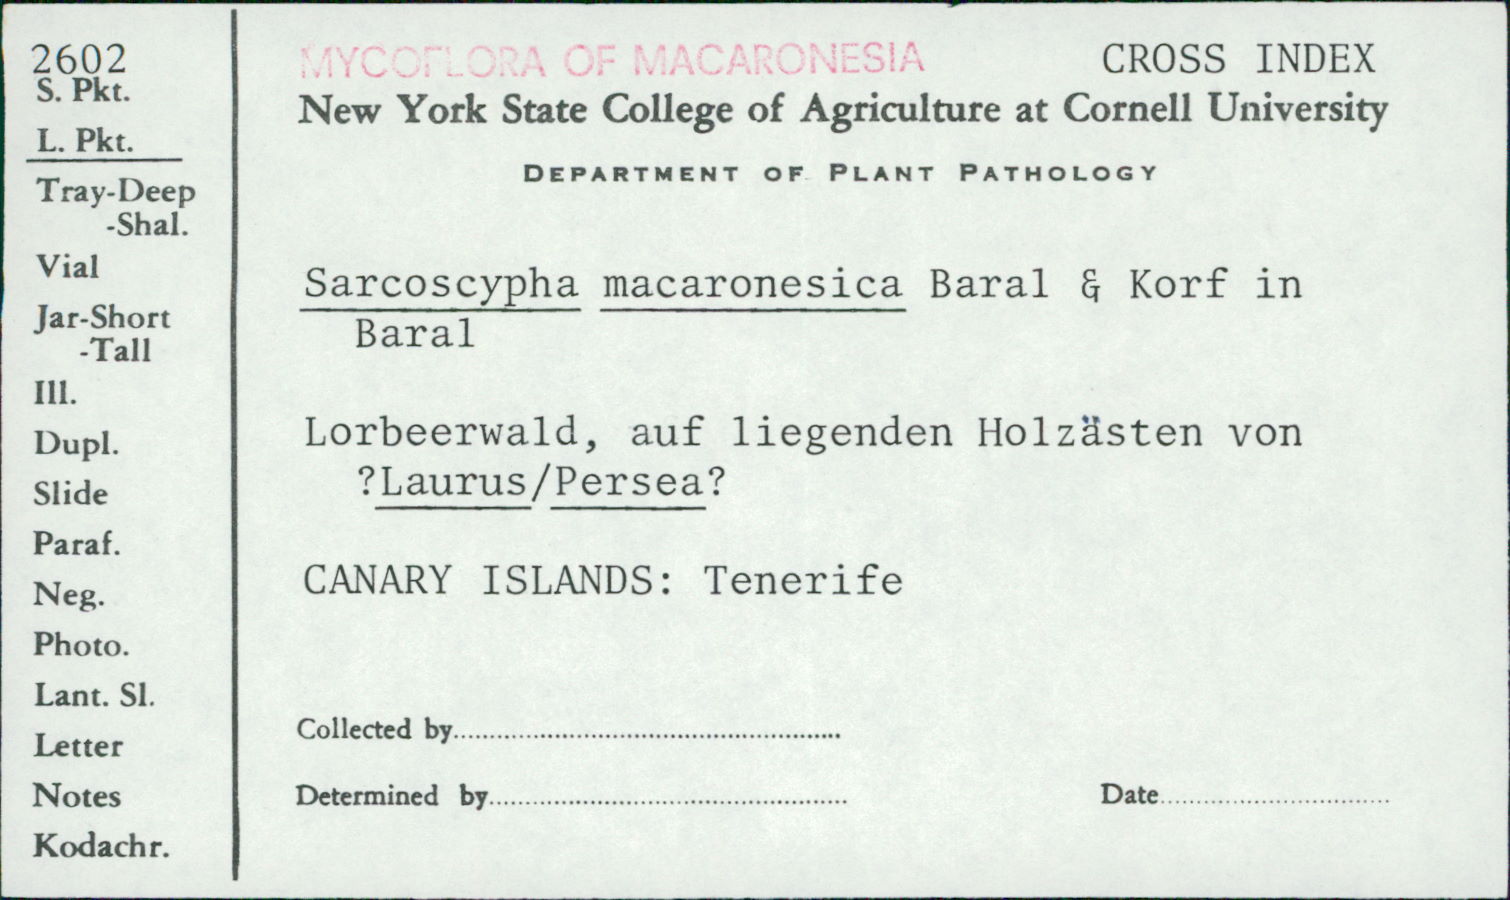 2602
S. Pkt.
L. Pkt.
Tray-Deep
-Shal.
Vial
Jar-Short
-Tall
Ill.
Dupl.
Slide
Paraf.
Neg.
Photo.
Lant. Sl.
Letter
Notes
Kodachr.
MYCOFLORA OF MACARONESIA
CROSS INDEX
New York State College of Agriculture at Cornell University
DEPARTMENT OF PLANT PATHOLOGY
Sarcoscypha macaronesica Baral & Korf in
Baral
Lorbeerwald, auf liegenden Holzästen von
?Laurus/Persea?
CANARY ISLANDS: Tenerife
Collected by
Determined by
Date